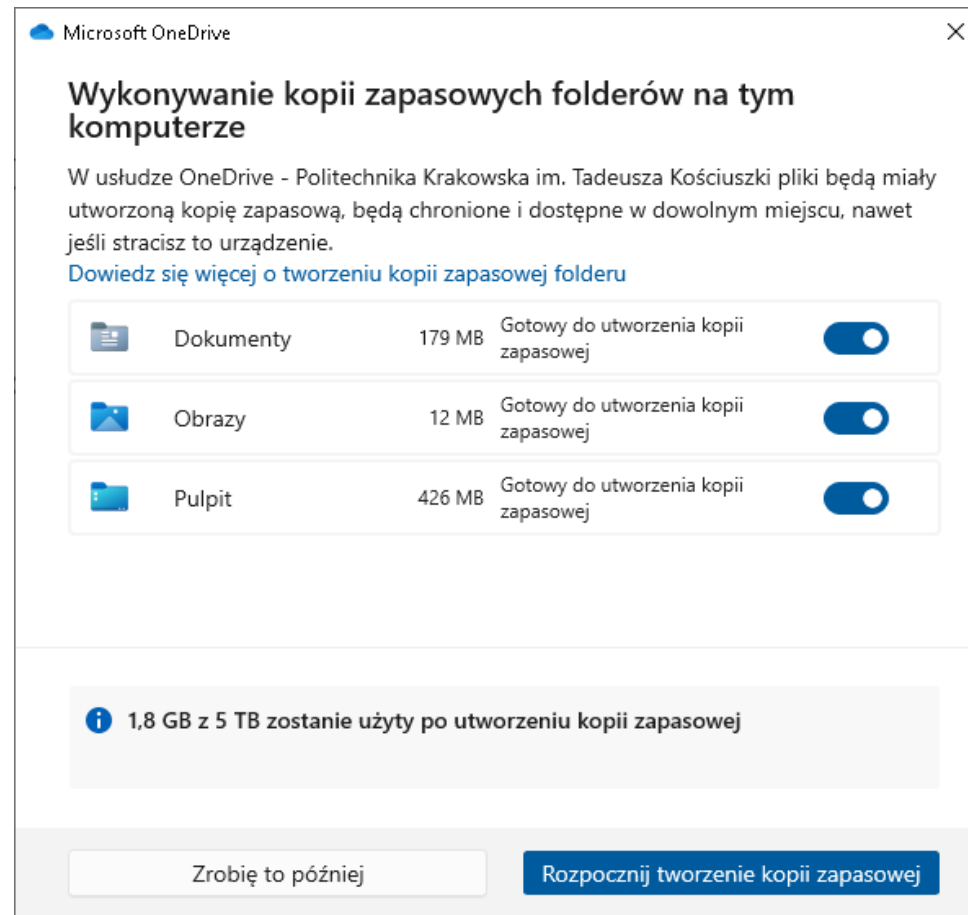 Microsoft OneDrive
Wykonywanie kopii zapasowych folderów na tym
komputerze
W usłudze OneDrive - Politechnika Krakowska im. Tadeusza Kościuszki pliki będą miały
utworzoną kopię zapasową, będą chronione i dostępne w dowolnym miejscu, nawet
jeśli stracisz to urządzenie.
Dowiedz się więcej o tworzeniu kopii zapasowej folderu
Dokumenty 179 MB Gotowy do utworzenia kopii
zapasowej
Obrazy 12 MB Gotowy do utworzenia kopii
zapasowej
Pulpit 426 MB Gotowy do utworzenia kopii
zapasowej
1,8 GB z 5 TB zostanie użyty po utworzeniu kopii zapasowej
Zrobię to później Rozpocznij tworzenie kopii zapasowej